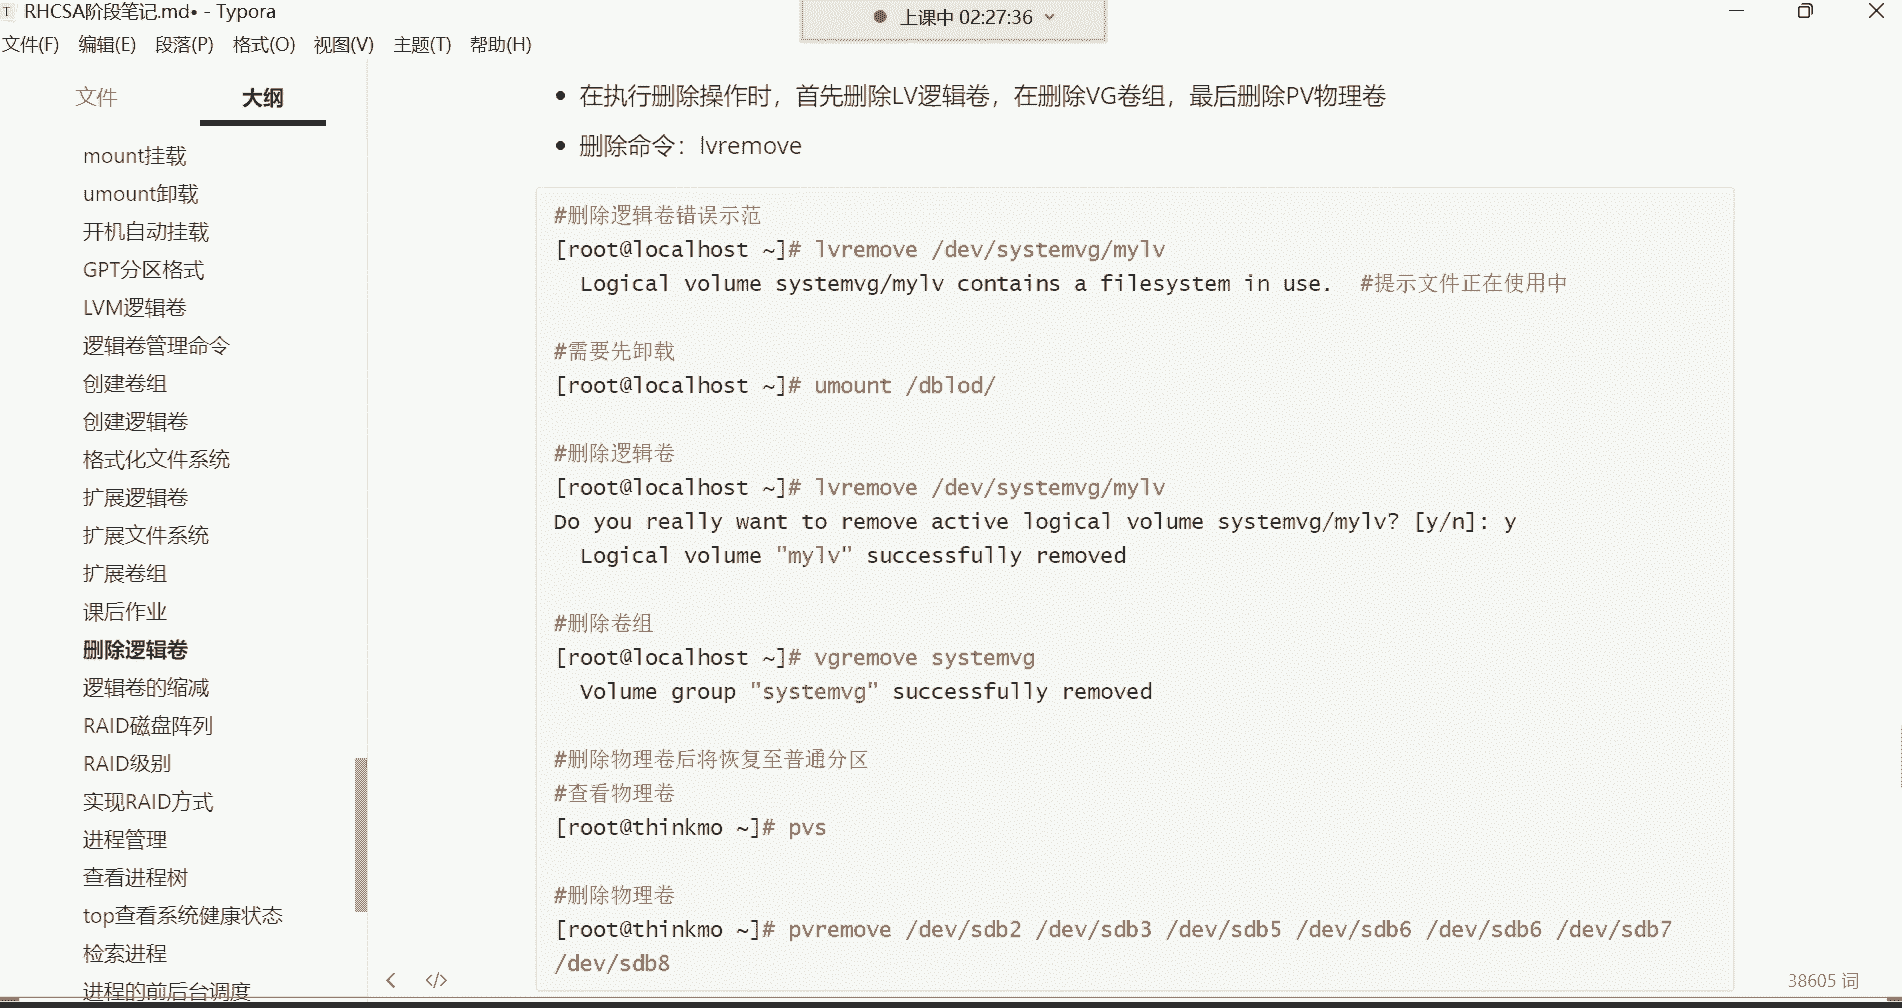 RHCSA阶段笔记.md• - Typora
上课中 02:27:36
文件(F) 编辑(E) 段落(P) 格式(O) 视图(V) 主题(T) 帮助(H)
文件 大纲
mount挂载
umount卸载
开机自动挂载
GPT分区格式
LVM逻辑卷
逻辑卷管理命令
创建卷组
创建逻辑卷
格式化文件系统
扩展逻辑卷
扩展文件系统
扩展卷组
课后作业
删除逻辑卷
逻辑卷的缩减
RAID磁盘阵列
RAID级别
实现RAID方式
进程管理
查看进程树
top查看系统健康状态
检索进程
进程的前后台调度
• 在执行删除操作时，首先删除LV逻辑卷，在删除VG卷组，最后删除PV物理卷
• 删除命令：lvremove
#删除逻辑卷错误示范
[root@localhost ~]# lvremove /dev/systemvg/mylv
  Logical volume systemvg/mylv contains a filesystem in use.  #提示文件正在使用中
#需要先卸载
[root@localhost ~]# umount /dblod/
#删除逻辑卷
[root@localhost ~]# lvremove /dev/systemvg/mylv
Do you really want to remove active logical volume systemvg/mylv? [y/n]: y
  Logical volume "mylv" successfully removed
#删除卷组
[root@localhost ~]# vgremove systemvg
  Volume group "systemvg" successfully removed
#删除物理卷后将恢复至普通分区
#查看物理卷
[root@thinkmo ~]# pvs
#删除物理卷
[root@thinkmo ~]# pvremove /dev/sdb2 /dev/sdb3 /dev/sdb5 /dev/sdb6 /dev/sdb6 /dev/sdb7
/dev/sdb8
38605 词